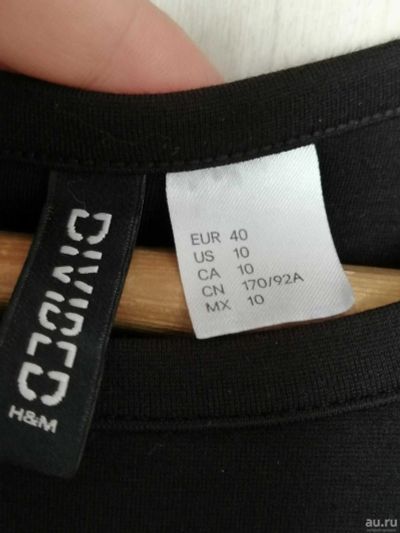 DIVIDED
H&M
EUR 40
US 10
CA 10
CN 170/92A
MX 10
au.ru